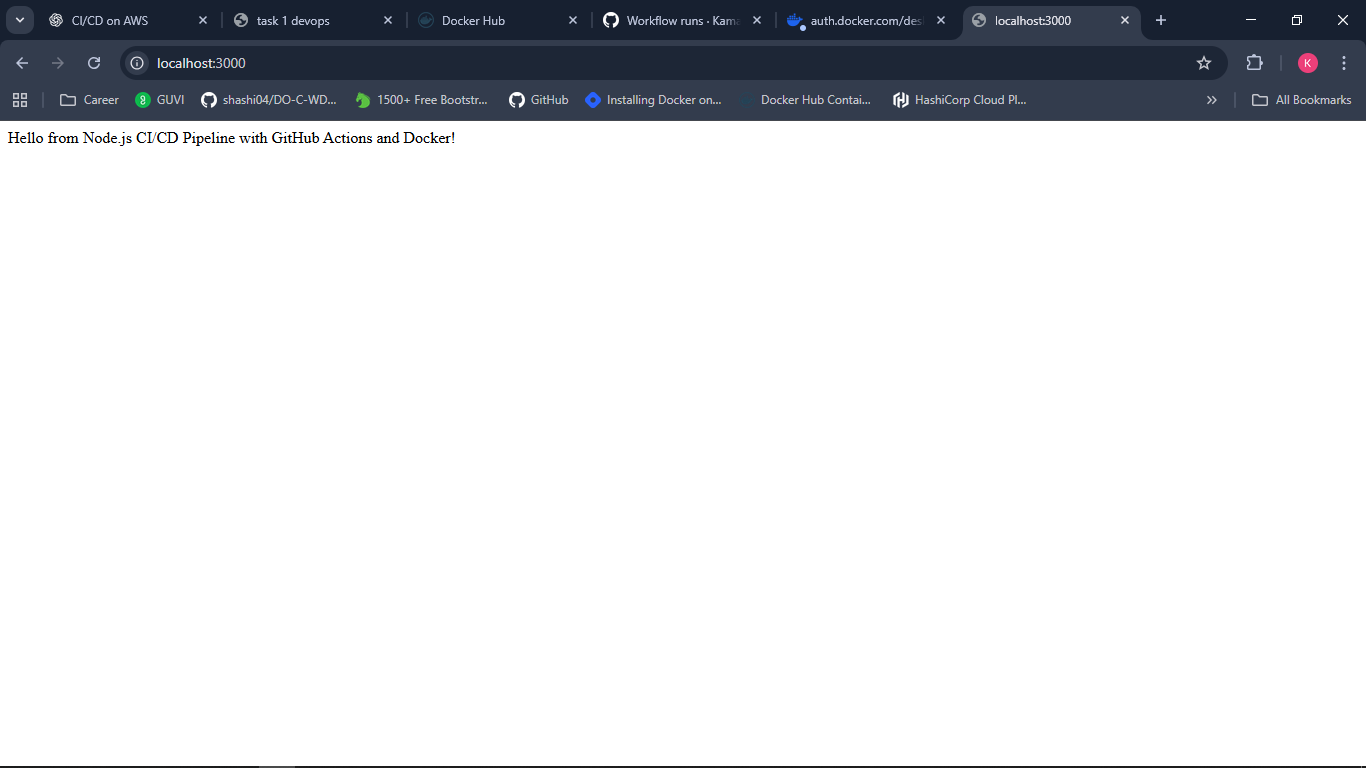 CI/CD on AWS
task 1 devops
Docker Hub
Workflow runs · Kama
auth.docker.com/des
localhost:3000
localhost:3000
K
Career
GUVI
shashi04/DO-C-WD...
1500+ Free Bootstr...
GitHub
Installing Docker on...
Docker Hub Contai...
HashiCorp Cloud Pl...
All Bookmarks
Hello from Node.js CI/CD Pipeline with GitHub Actions and Docker!